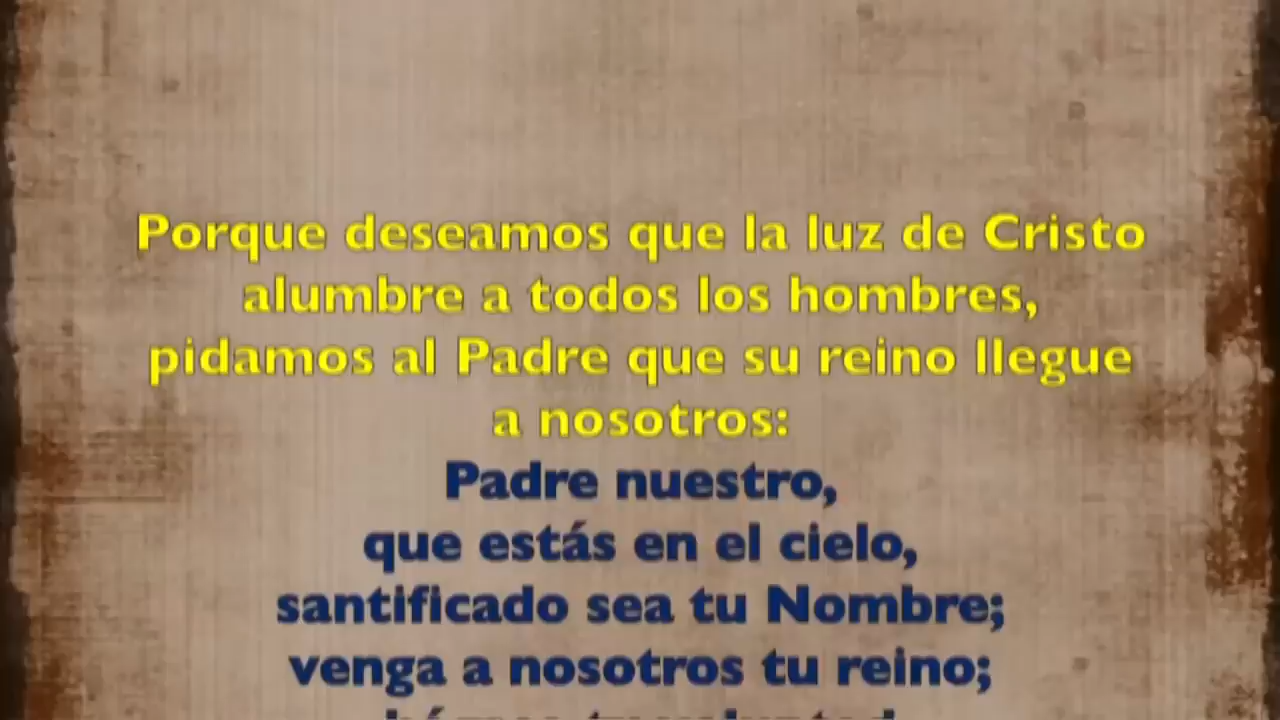 Porque deseamos que la luz de Cristo
alumbre a todos los hombres,
pidamos al Padre que su reino llegue
a nosotros:
Padre nuestro,
que estás en el cielo,
santificado sea tu Nombre;
venga a nosotros tu reino;